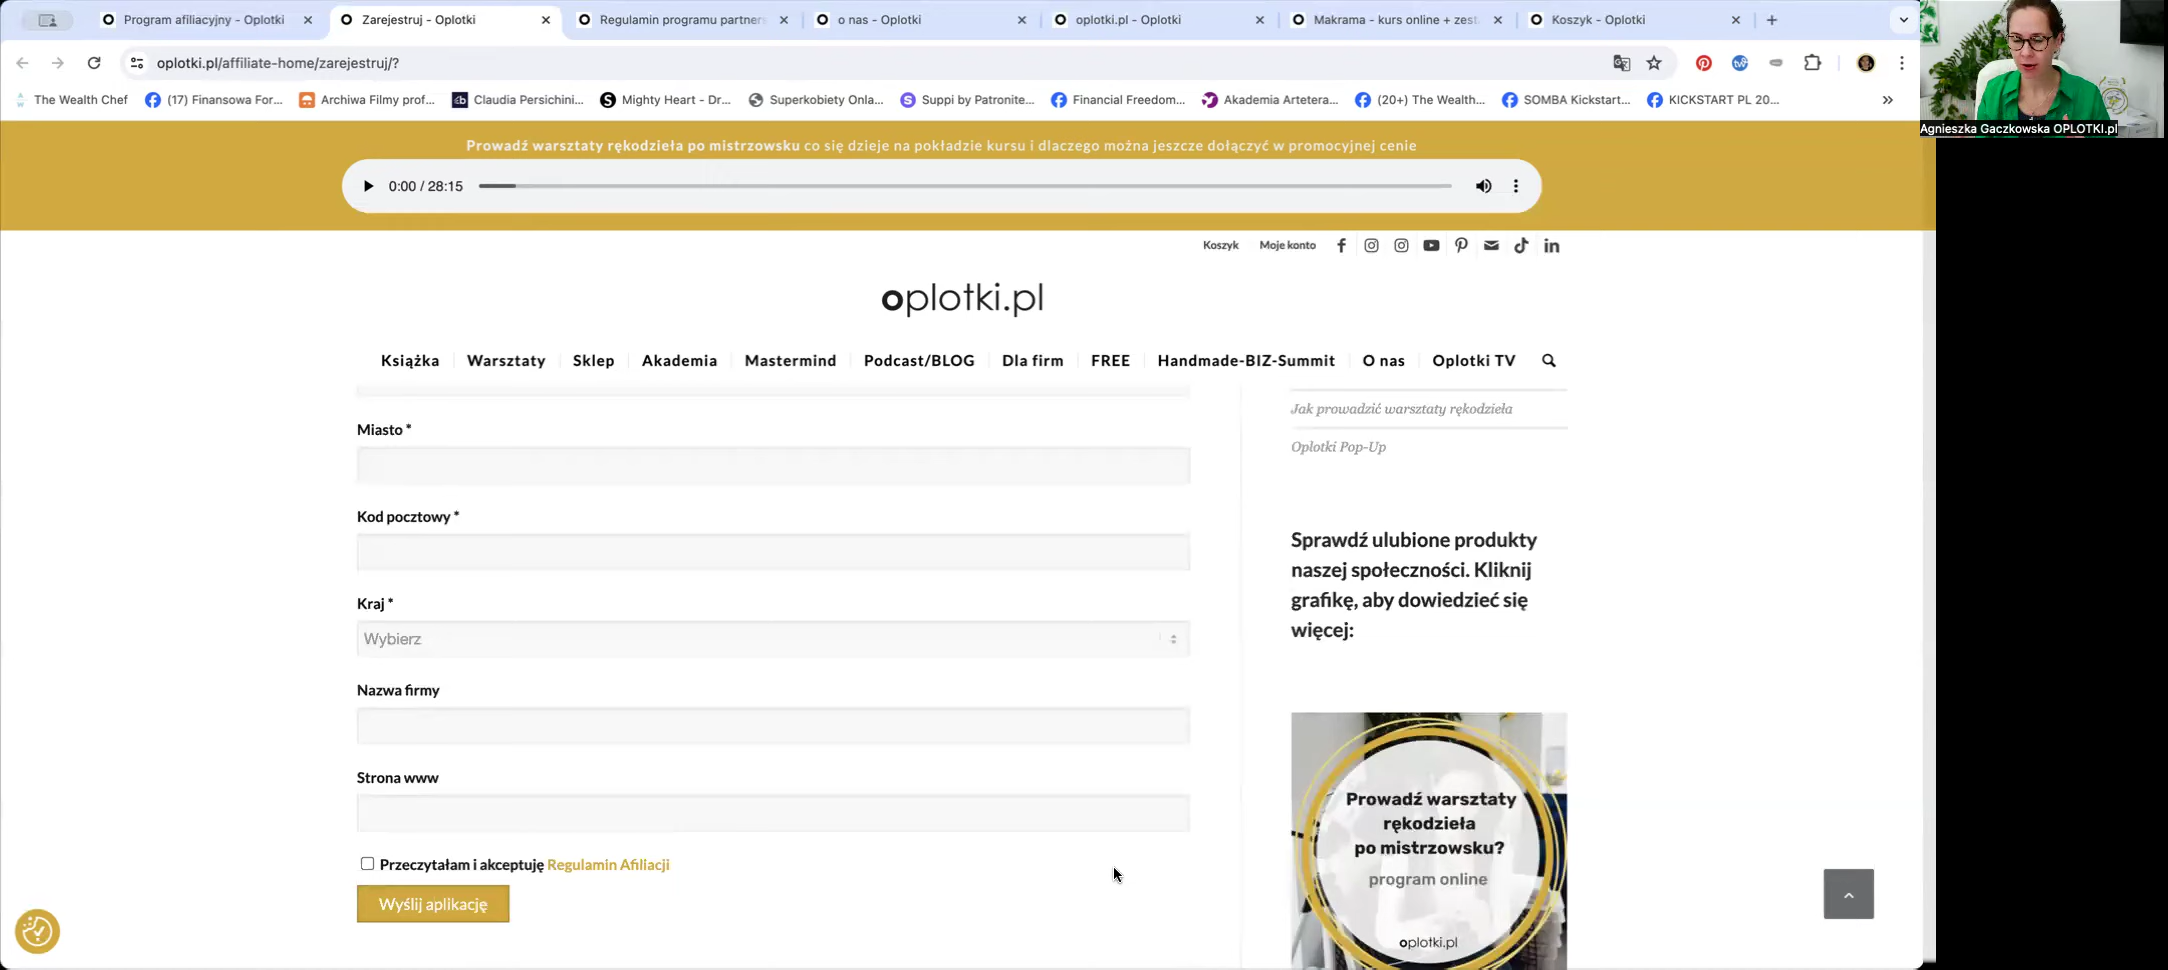 Program afiliacyjny - Oplotki
Zarejestruj - Oplotki
Regulamin programu partners
o nas - Oplotki
oplotki.pl - Oplotki
Makrama - kurs online + zest
Koszyk - Oplotki
oplotki.pl/affiliate-home/zarejestruj/?
The Wealth Chef
(17) Finansowa For...
Archiwa Filmy prof...
Claudia Persichini...
Mighty Heart - Dr...
Superkobiety Onla...
Suppi by Patronite...
Financial Freedom...
Akademia Artetera...
(20+) The Wealth...
SOMBA Kickstart...
KICKSTART PL 20...
Agnieszka Gaczkowska OPLOTKI.pl
Prowadź warsztaty rękodzieła po mistrzowsku co się dzieje na pokładzie kursu i dlaczego można jeszcze dołączyć w promocyjnej cenie
0:00 / 28:15
Koszyk
Moje konto
oplotki.pl
Książka
Warsztaty
Sklep
Akademia
Mastermind
Podcast/BLOG
Dla firm
FREE
Handmade-BIZ-Summit
O nas
Oplotki TV
Miasto *
Kod pocztowy *
Kraj *
Wybierz
Nazwa firmy
Strona www
Przeczytałam i akceptuję Regulamin Afiliacji
Wyślij aplikację
Jak prowadzić warsztaty rękodzieła
Oplotki Pop-Up
Sprawdź ulubione produkty
naszej społeczności. Kliknij
grafikę, aby dowiedzieć się
więcej:
Prowadź warsztaty
rękodzieła
po mistrzowsku?
program online
oplotki.pl